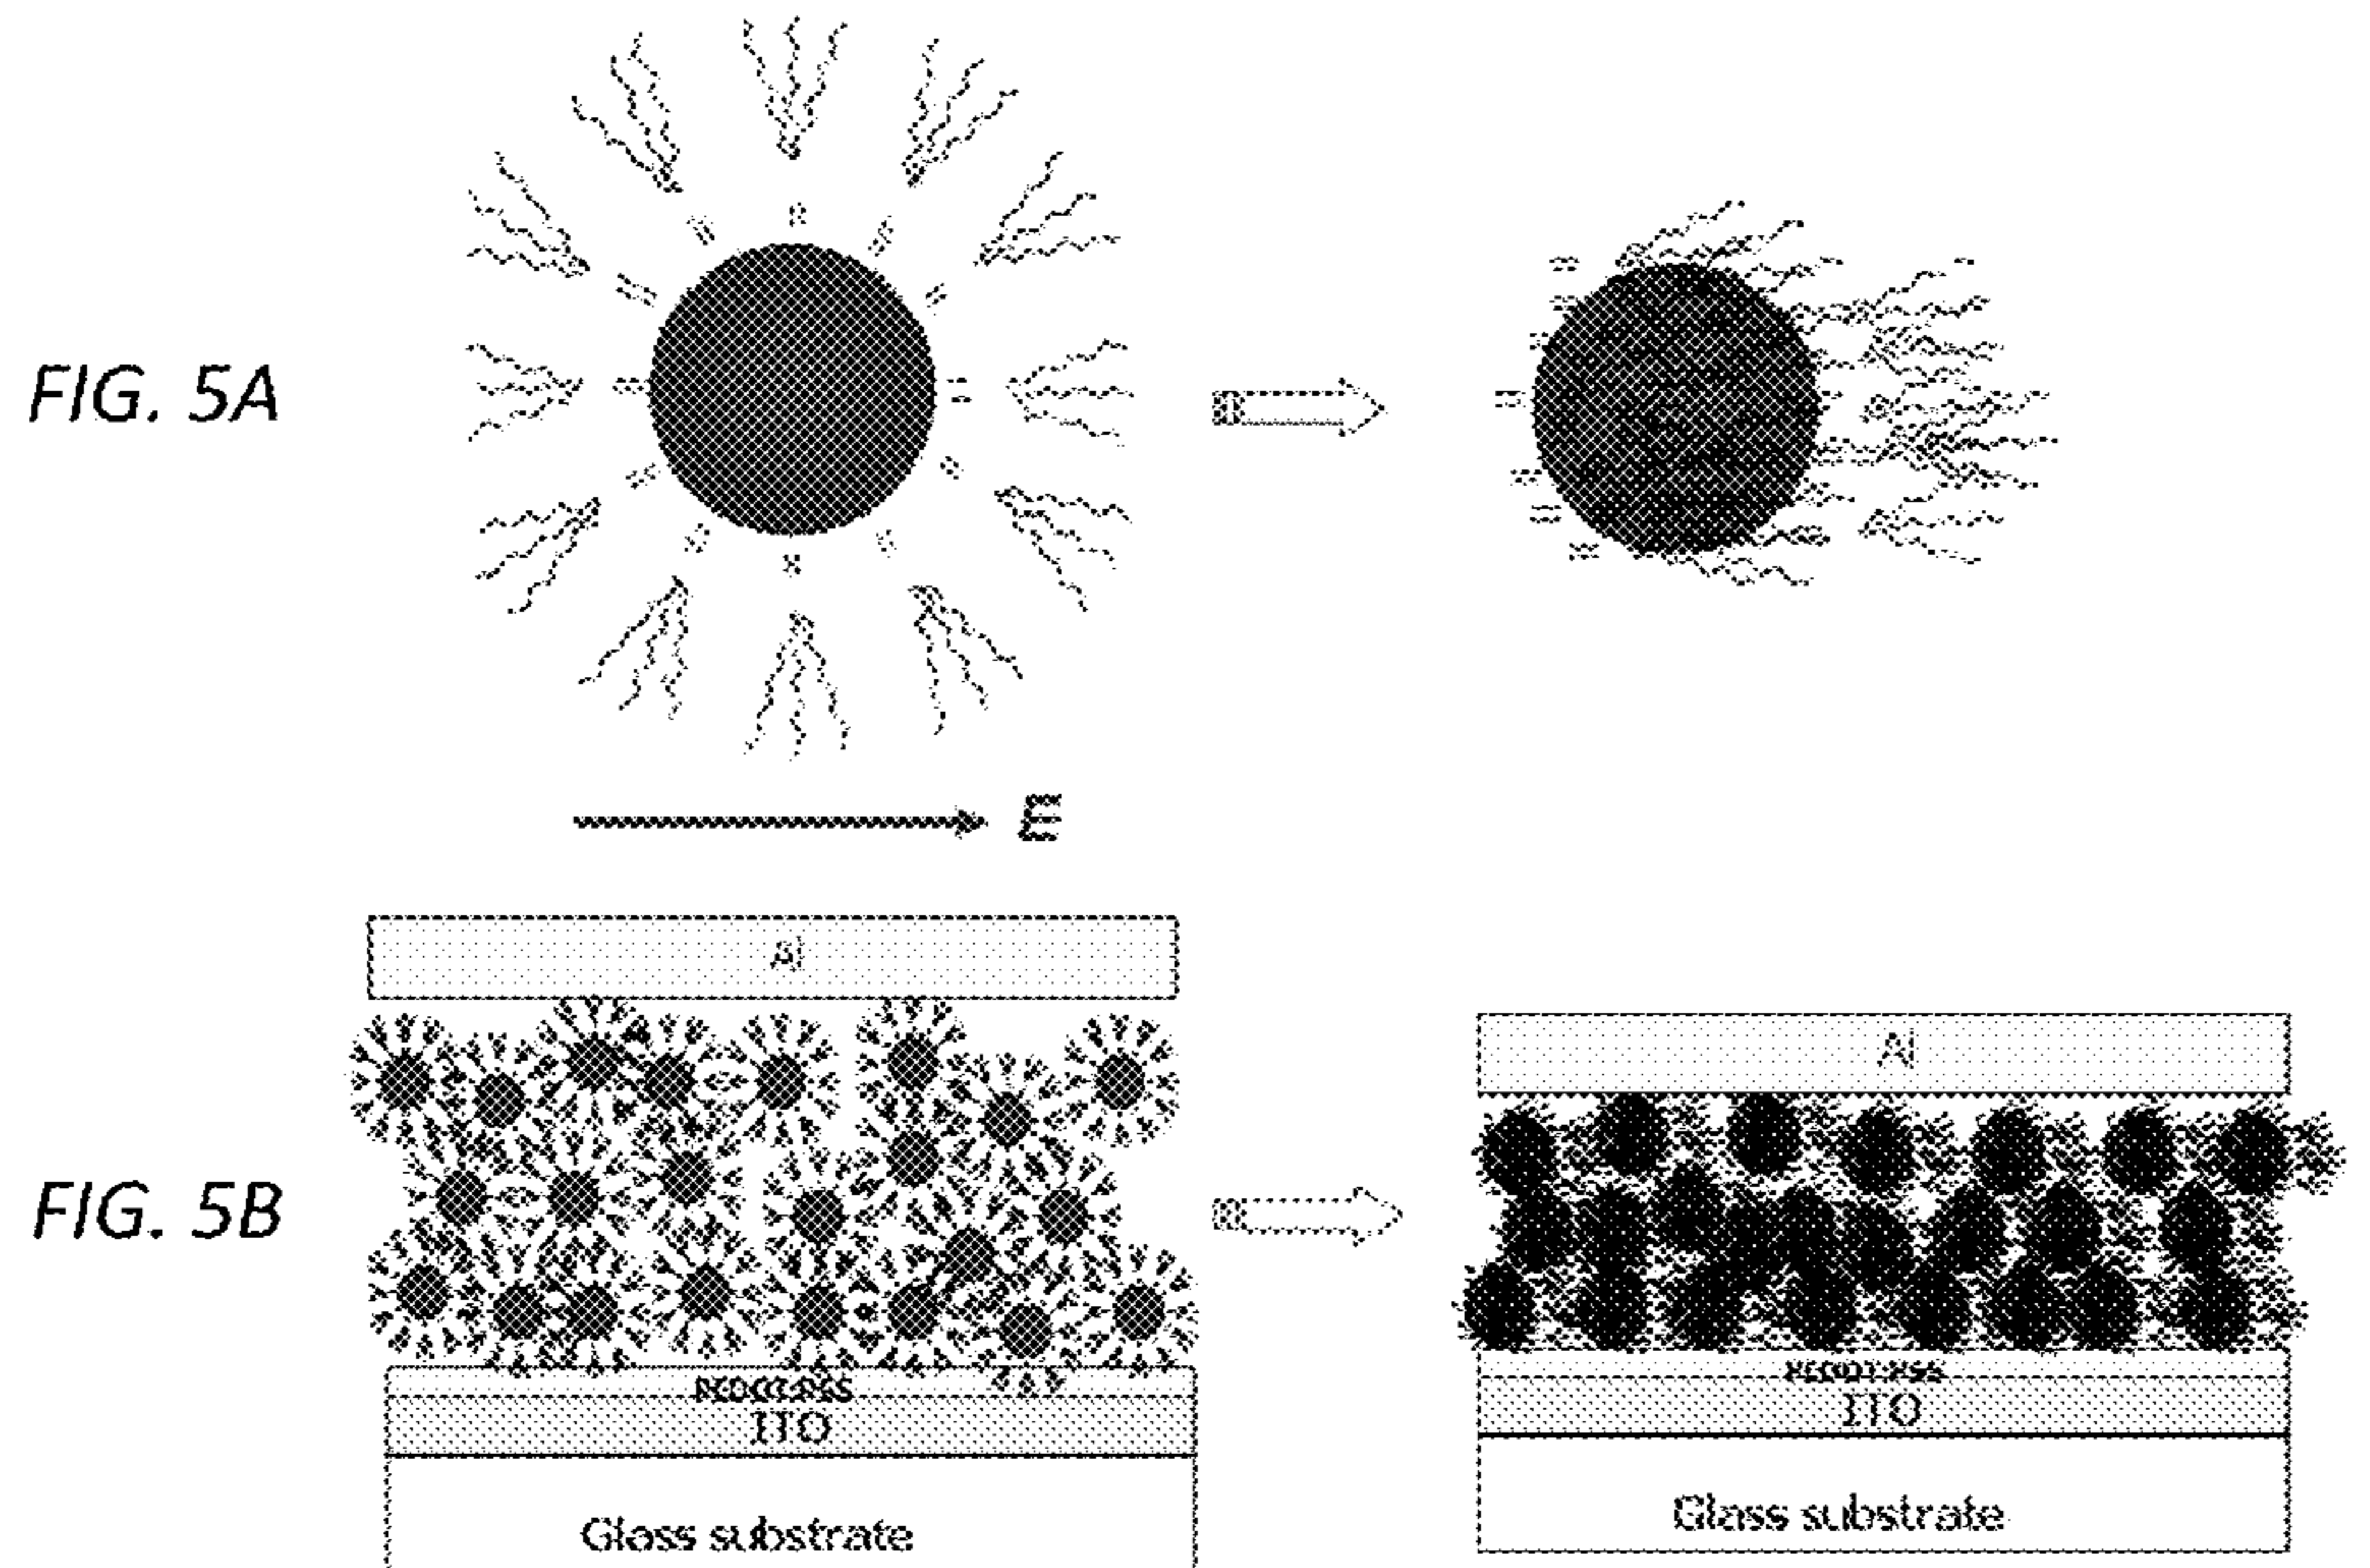 FIG. 5A
E
Al
Al
FIG. 5B
ITO
ITO
Glass substrate
Glass substrate